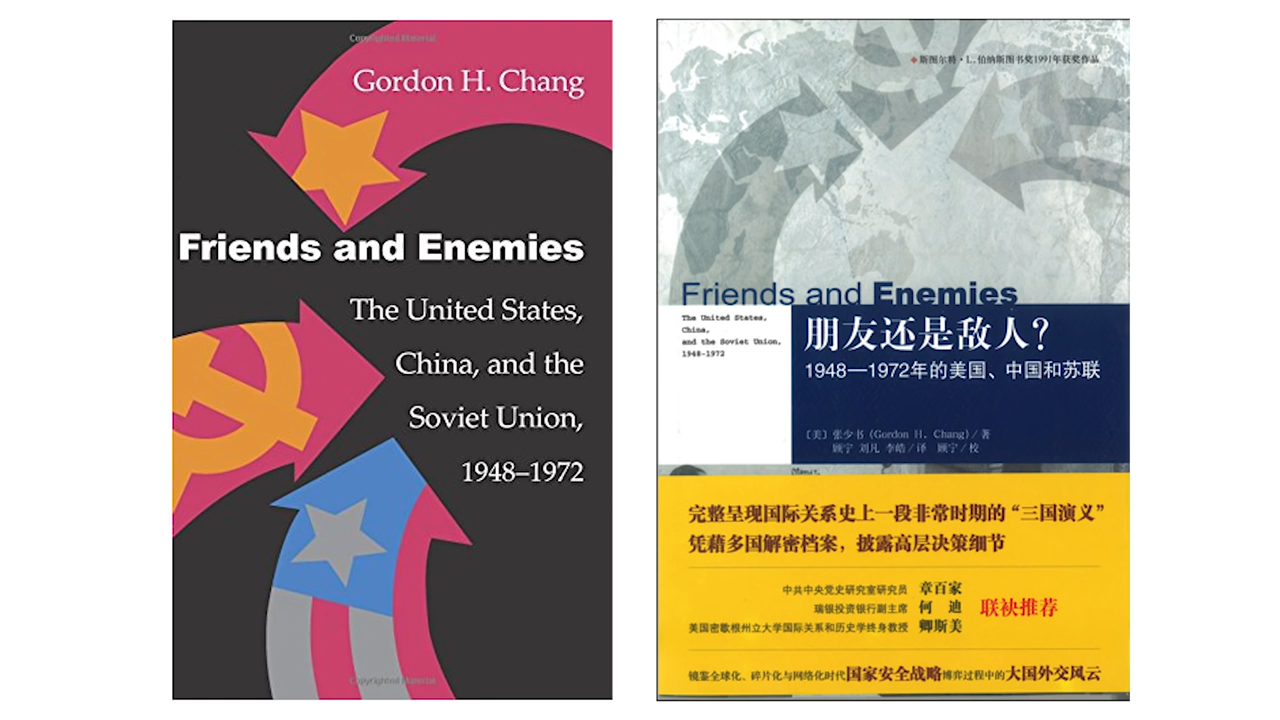 Copyrighted Material
Gordon H. Chang
Friends and Enemies
The United States,
China, and the
Soviet Union,
1948–1972
Copyrighted Material
斯图尔特·L.伯纳斯图书奖1991年获奖作品
Friends and Enemies
The United States,
China,
and the Soviet Union,
1948-1972
朋友还是敌人?
1948—1972年的美国、中国和苏联
〔美〕张少书(Gordon H. Chang)/著
顾宁 刘凡 李皓/译 顾宁/校
完整呈现国际关系史上一段非常时期的“三国演义”
凭藉多国解密档案,披露高层决策细节
中共中央党史研究室研究员 章百家
瑞银投资银行副主席 何 迪 联袂推荐
美国密歇根州立大学国际关系和历史学终身教授 卿斯美
镜鉴全球化、碎片化与网络化时代国家安全战略博弈过程中的大国外交风云